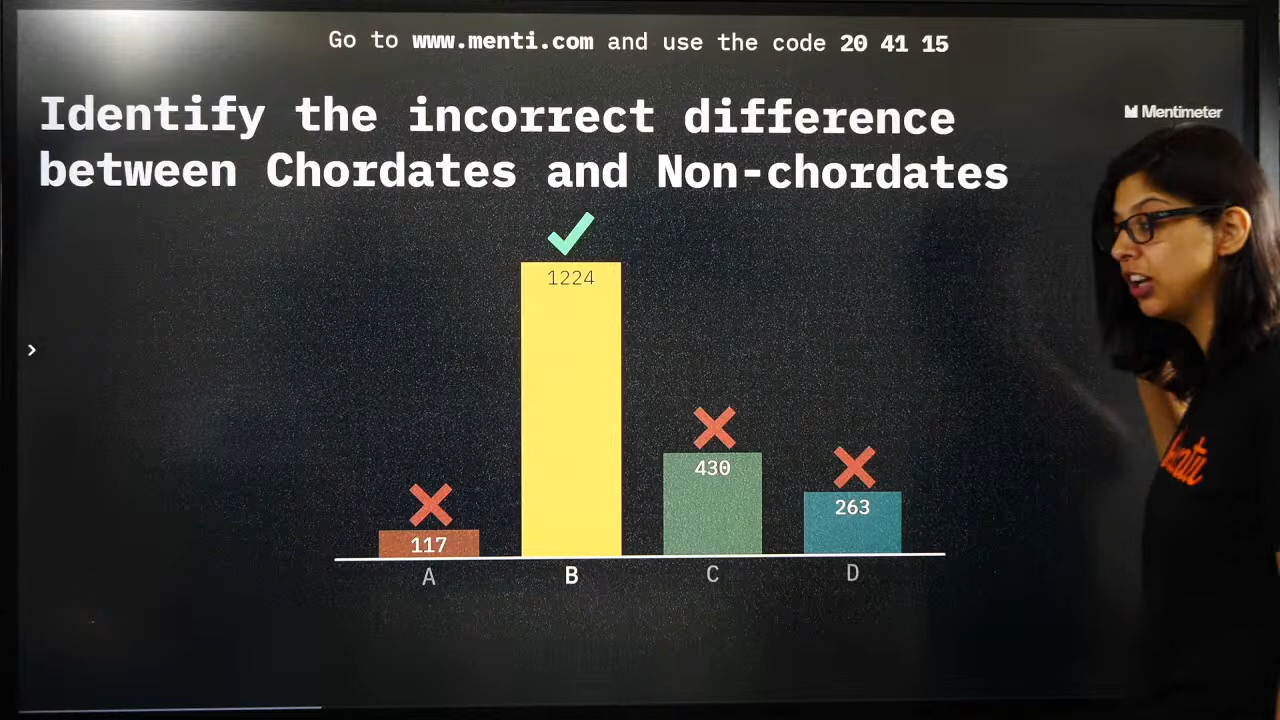 Go to www.menti.com and use the code 20 41 15
Mentimeter
Identify the incorrect difference
between Chordates and Non-chordates
1224
430
263
117
A B C D